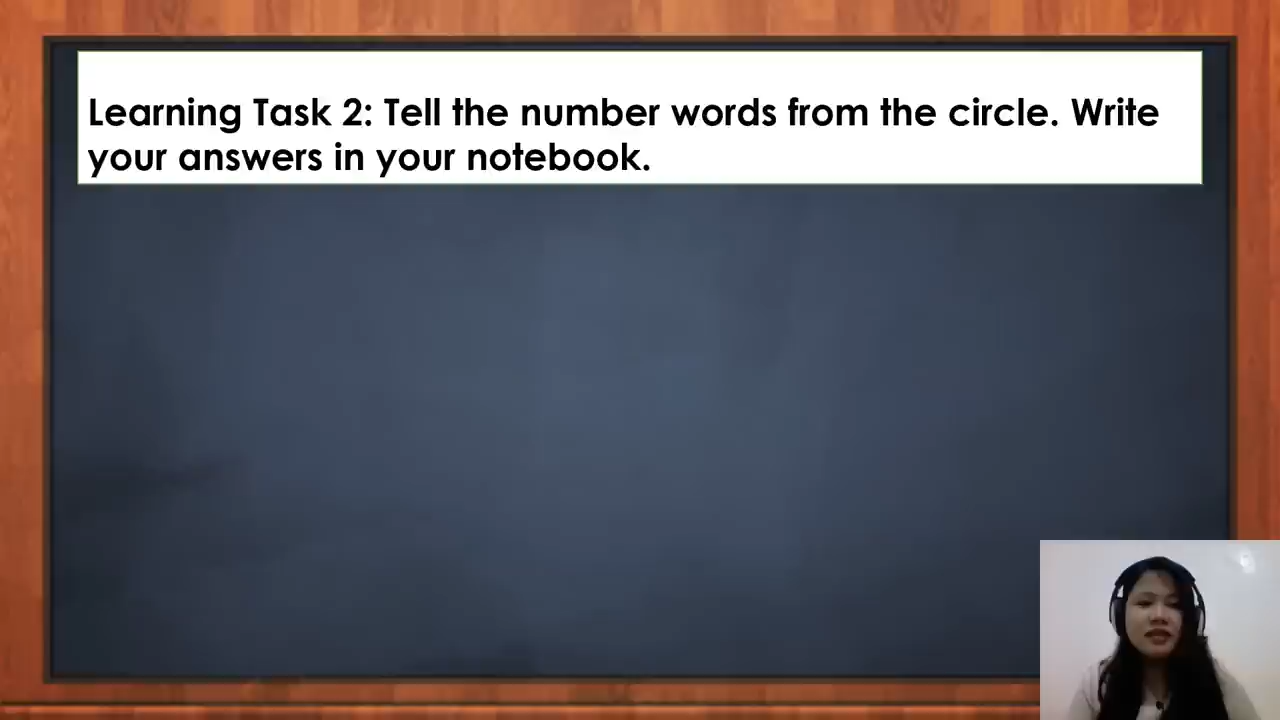 Learning Task 2: Tell the number words from the circle. Write
your answers in your notebook.